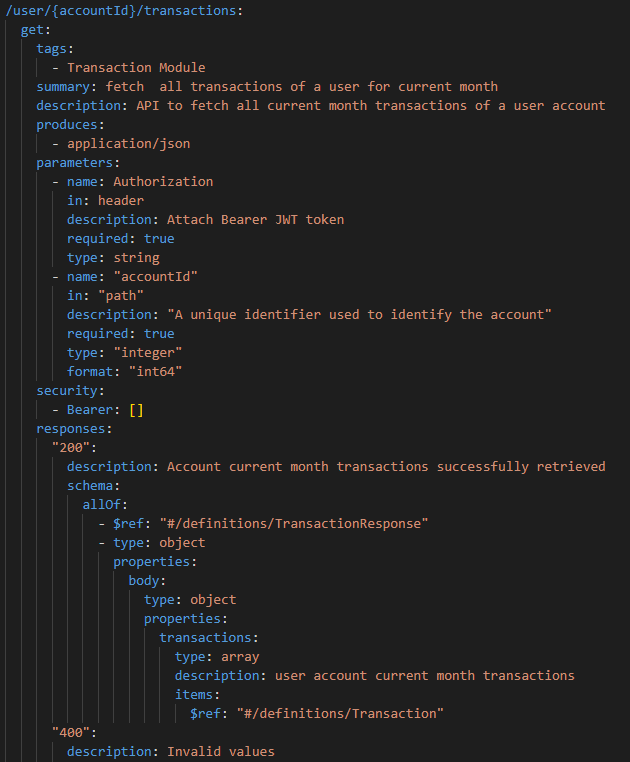 /user/{accountId}/transactions:
  get:
    tags:
      - Transaction Module
    summary: fetch  all transactions of a user for current month
    description: API to fetch all current month transactions of a user account
    produces:
      - application/json
    parameters:
      - name: Authorization
        in: header
        description: Attach Bearer JWT token
        required: true
        type: string
      - name: "accountId"
        in: "path"
        description: "A unique identifier used to identify the account"
        required: true
        type: "integer"
        format: "int64"
    security:
      - Bearer: []
    responses:
      "200":
        description: Account current month transactions successfully retrieved
        schema:
          allOf:
            - $ref: "#/definitions/TransactionResponse"
            - type: object
              properties:
                body:
                  type: object
                  properties:
                    transactions:
                      type: array
                      description: user account current month transactions
                      items:
                        $ref: "#/definitions/Transaction"
      "400":
        description: Invalid values